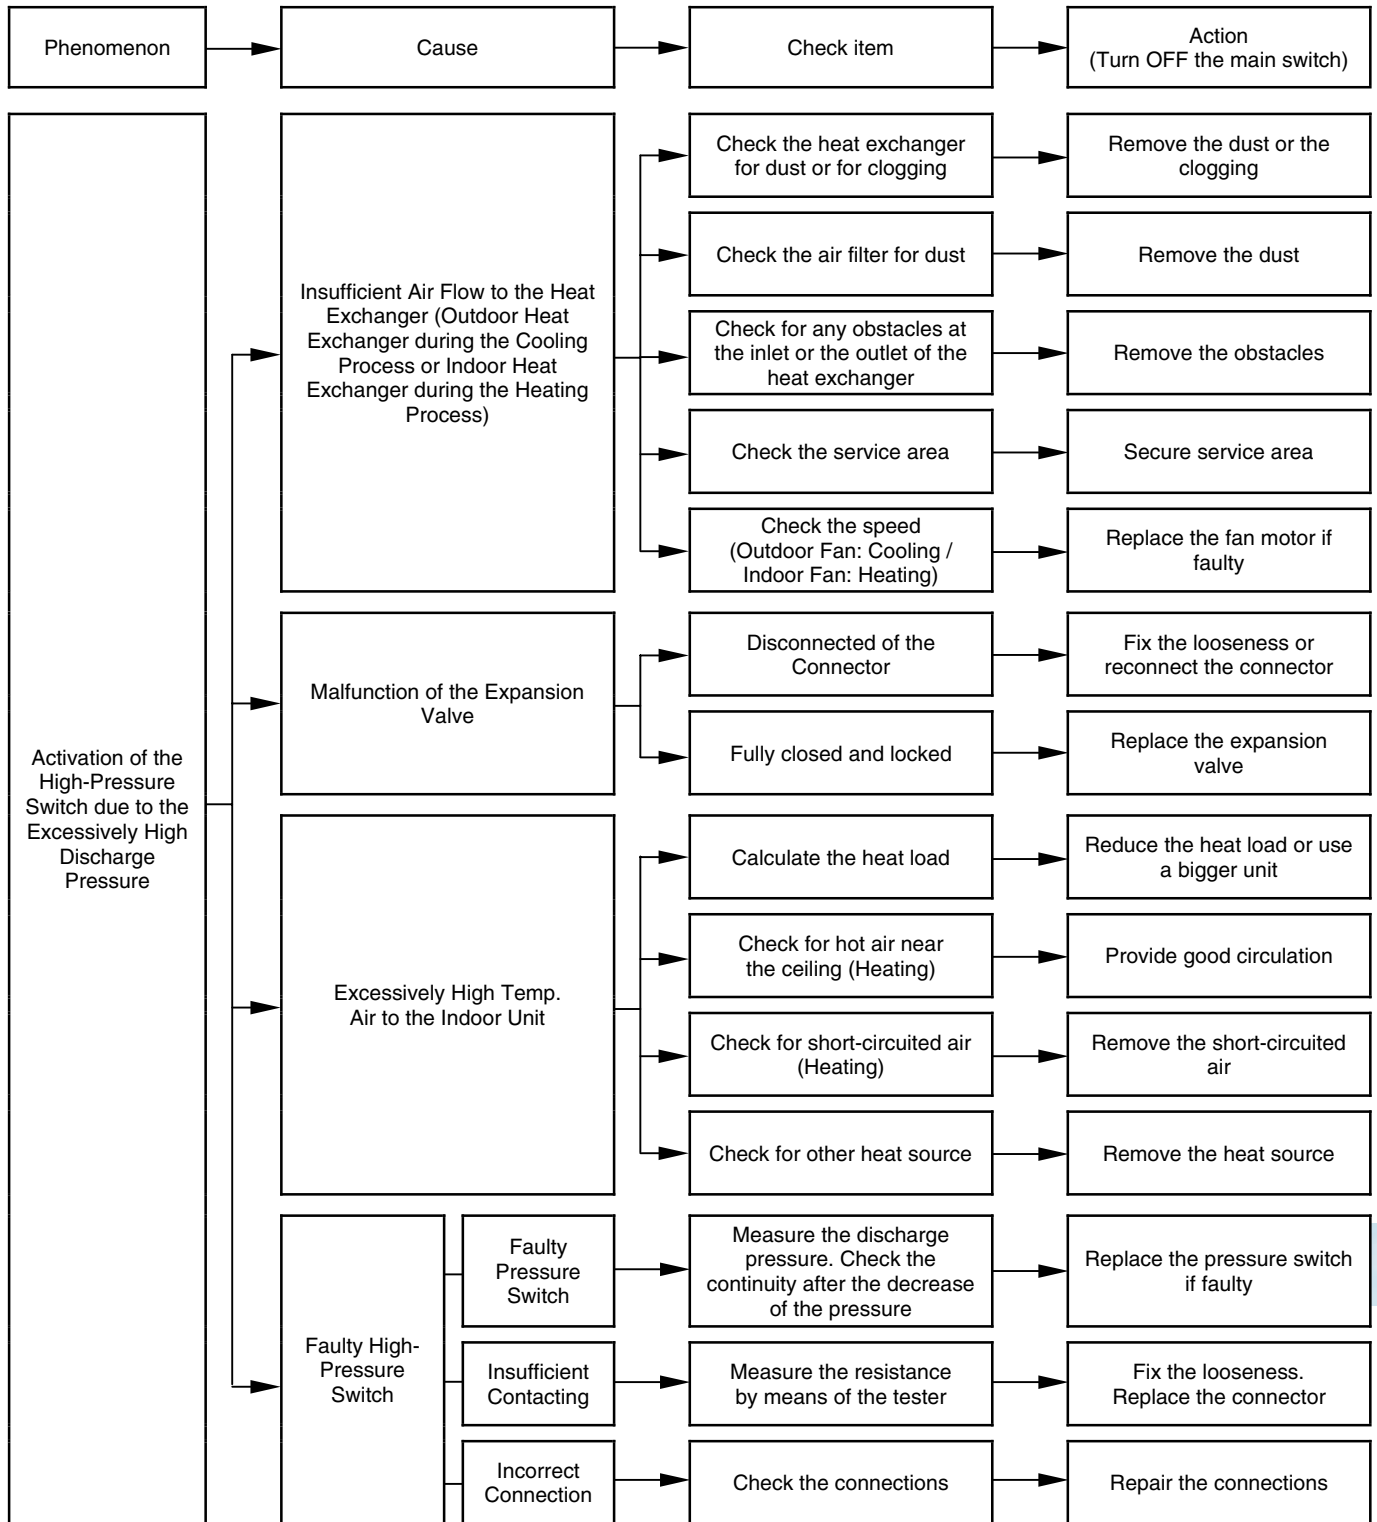 Phenomenon
Cause
Check item
Action
(Turn OFF the main switch)
Activation of the
High-Pressure
Switch due to the
Excessively High
Discharge
Pressure
Insufficient Air Flow to the Heat
Exchanger (Outdoor Heat
Exchanger during the Cooling
Process or Indoor Heat
Exchanger during the Heating
Process)
Check the heat exchanger
for dust or for clogging
Remove the dust or the
clogging
Check the air filter for dust
Remove the dust
Check for any obstacles at
the inlet or the outlet of the
heat exchanger
Remove the obstacles
Check the service area
Secure service area
Check the speed
(Outdoor Fan: Cooling /
Indoor Fan: Heating)
Replace the fan motor if
faulty
Malfunction of the Expansion
Valve
Disconnected of the
Connector
Fix the looseness or
reconnect the connector
Fully closed and locked
Replace the expansion
valve
Excessively High Temp.
Air to the Indoor Unit
Calculate the heat load
Reduce the heat load or use
a bigger unit
Check for hot air near
the ceiling (Heating)
Provide good circulation
Check for short-circuited air
(Heating)
Remove the short-circuited
air
Check for other heat source
Remove the heat source
Faulty High-
Pressure
Switch
Faulty
Pressure
Switch
Measure the discharge
pressure. Check the
continuity after the decrease
of the pressure
Replace the pressure switch
if faulty
Insufficient
Contacting
Measure the resistance
by means of the tester
Fix the looseness.
Replace the connector
Incorrect
Connection
Check the connections
Repair the connections